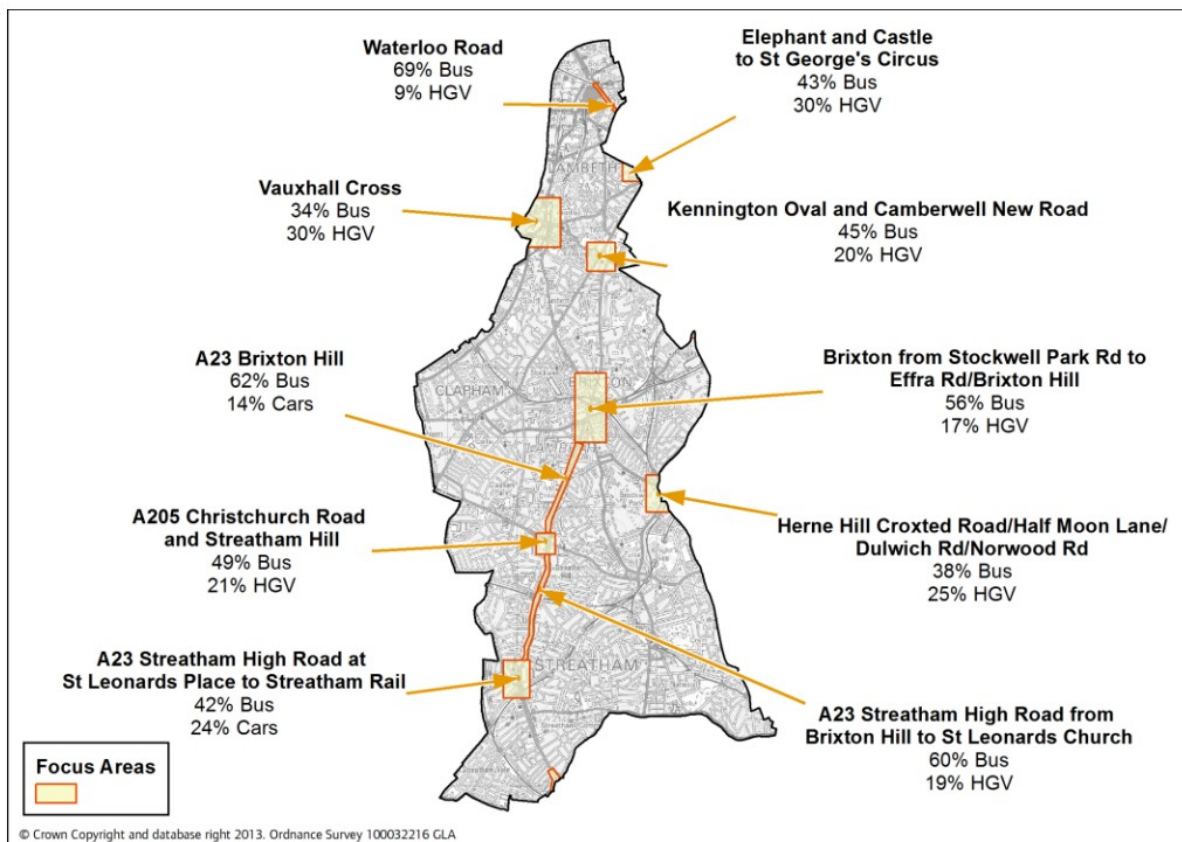 Waterloo Road
69% Bus
9% HGV
Elephant and Castle
to St George's Circus
43% Bus
30% HGV
Vauxhall Cross
34% Bus
30% HGV
Kennington Oval and Camberwell New Road
45% Bus
20% HGV
A23 Brixton Hill
62% Bus
14% Cars
Brixton from Stockwell Park Rd to
Effra Rd/Brixton Hill
56% Bus
17% HGV
A205 Christchurch Road
and Streatham Hill
49% Bus
21% HGV
Herne Hill Croxted Road/Half Moon Lane/
Dulwich Rd/Norwood Rd
38% Bus
25% HGV
A23 Streatham High Road at
St Leonards Place to Streatham Rail
42% Bus
24% Cars
A23 Streatham High Road from
Brixton Hill to St Leonards Church
60% Bus
19% HGV
CLAPHAM
BRIXTON
STREATHAM
Focus Areas
© Crown Copyright and database right 2013. Ordnance Survey 100032216 GLA